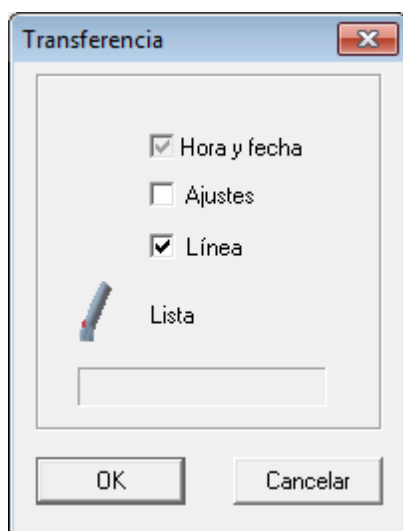 Transferencia
Hora y fecha
Ajustes
Línea
Lista
OK
Cancelar